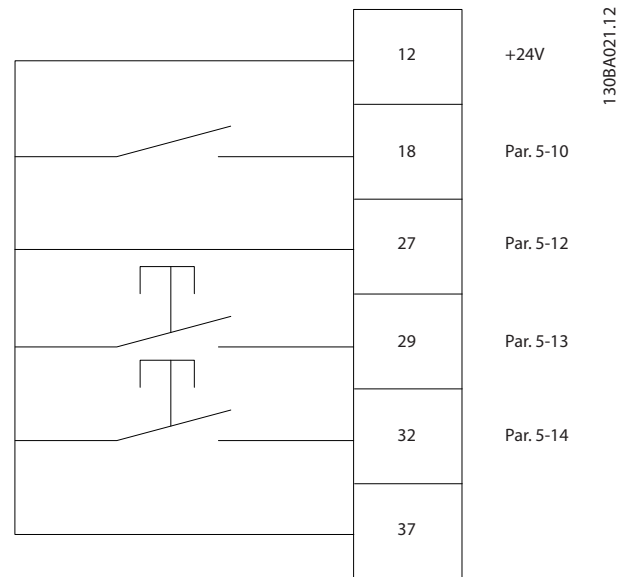 12 +24V
18 Par. 5-10
27 Par. 5-12
29 Par. 5-13
32 Par. 5-14
37
130BA021.12